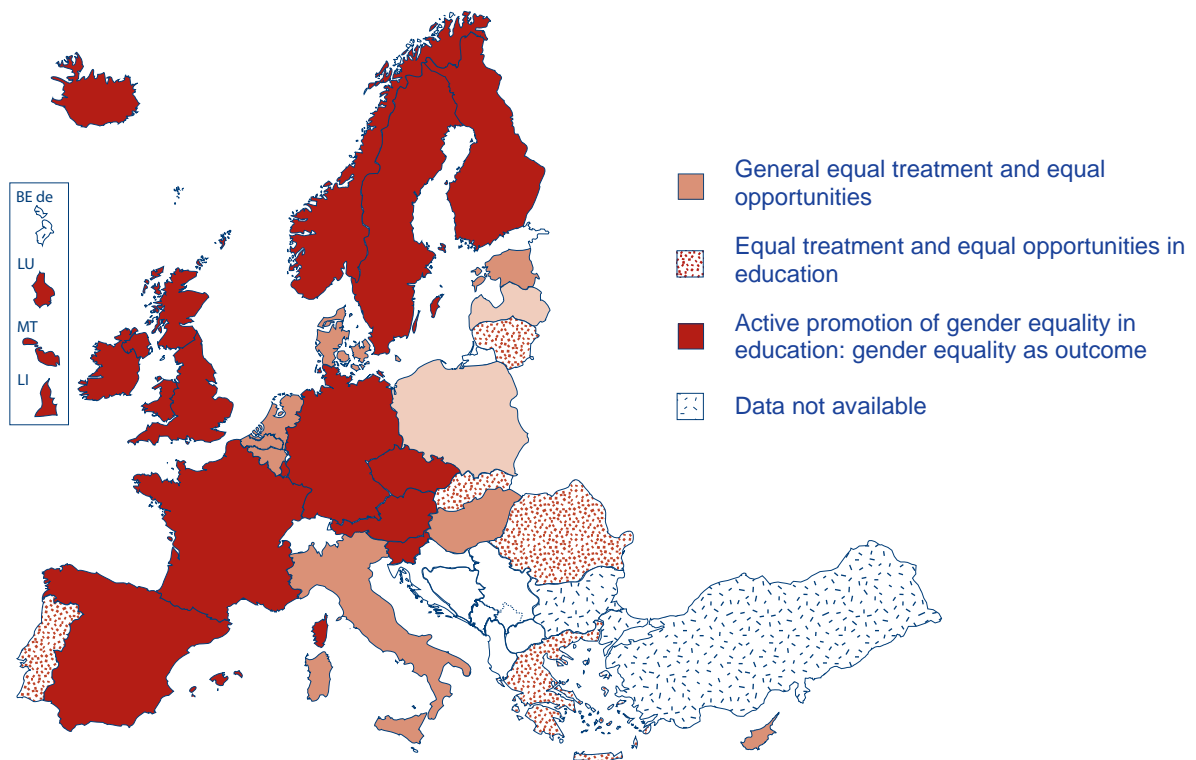 BE de
LU
MT
LI
General equal treatment and equal
opportunities
Equal treatment and equal opportunities in
education
Active promotion of gender equality in
education: gender equality as outcome
Data not available